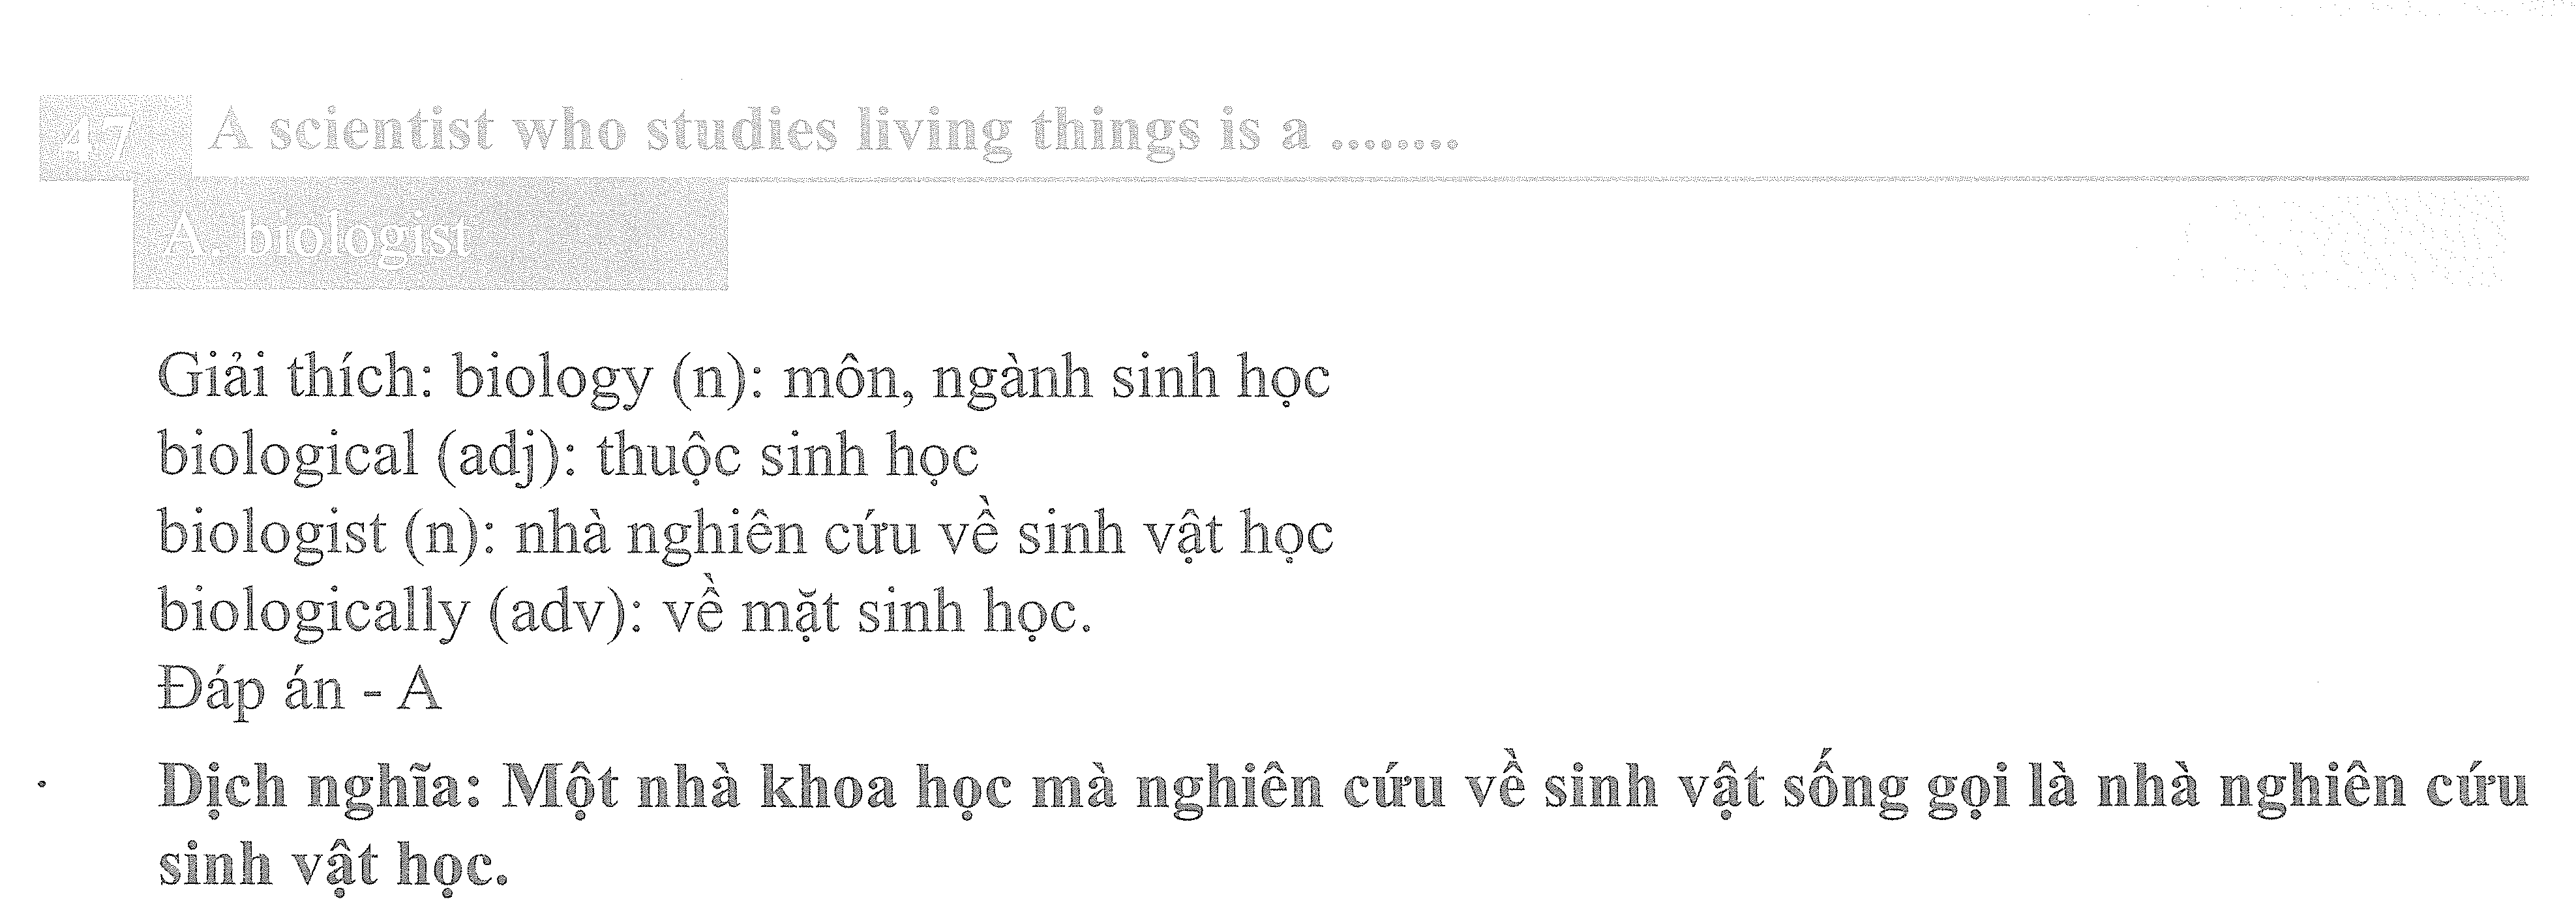 47 A scientist who studies living things is a ........
A. biologist
Giải thích: biology (n): môn, ngành sinh học
biological (adj): thuộc sinh học
biologist (n): nhà nghiên cứu về sinh vật học
biologically (adv): về mặt sinh học.
Đáp án - A
Dịch nghĩa: Một nhà khoa học mà nghiên cứu về sinh vật sống gọi là nhà nghiên cứu
sinh vật học.